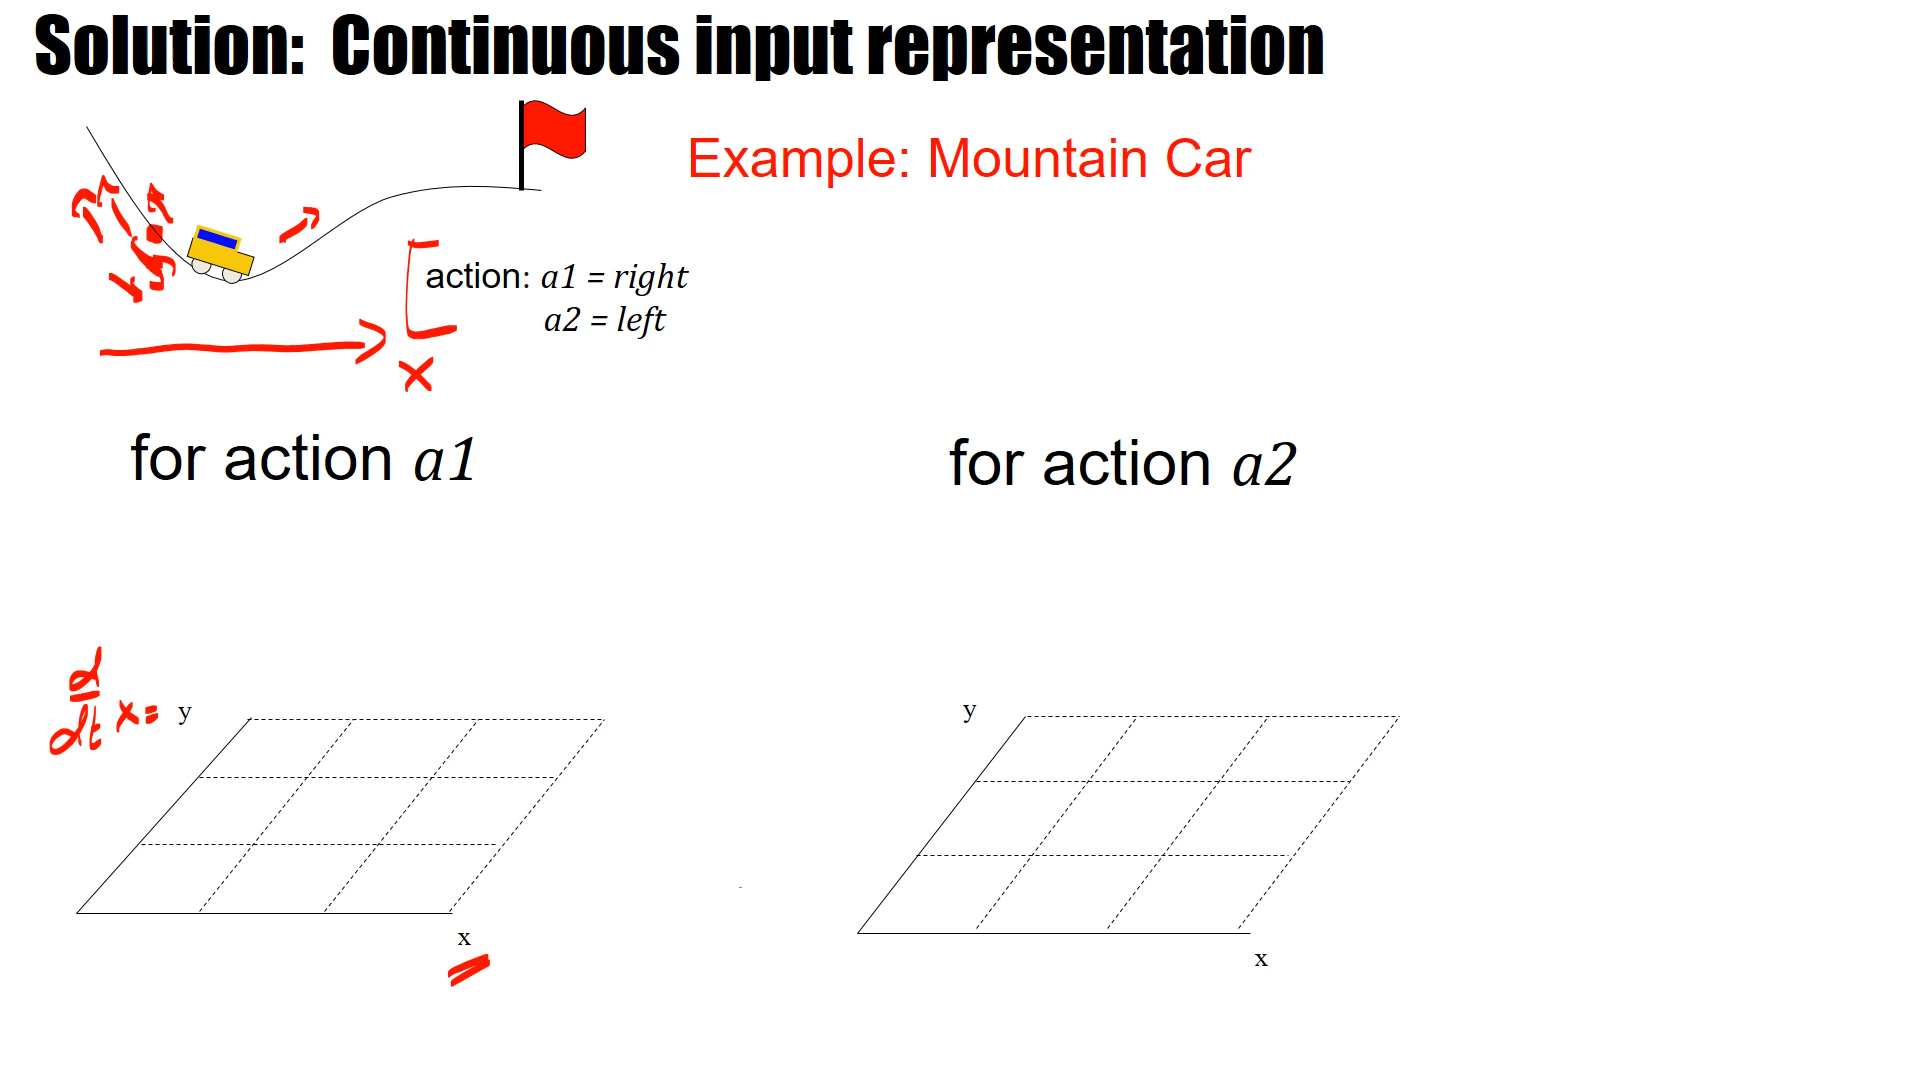 Solution: Continuous input representation
Example: Mountain Car
action: a1 = right
a2 = left
x
for action a1
for action a2
d
dt x = y
y
x
x